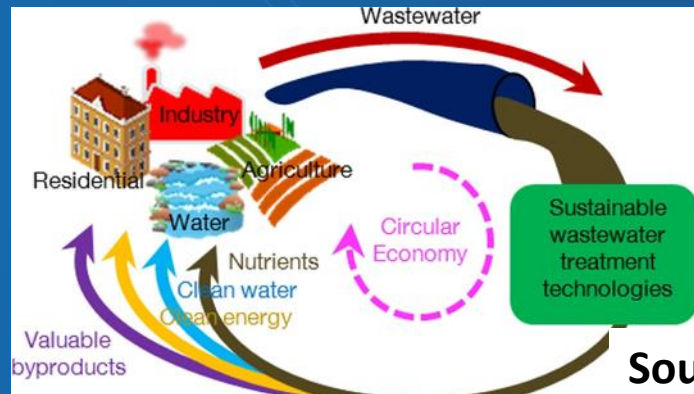 Wastewater
Industry
Residential
Agriculture
Water
Circular
Economy
Sustainable
wastewater
treatment
technologies
Nutrients
Clean water
Clean energy
Valuable
byproducts
Sou